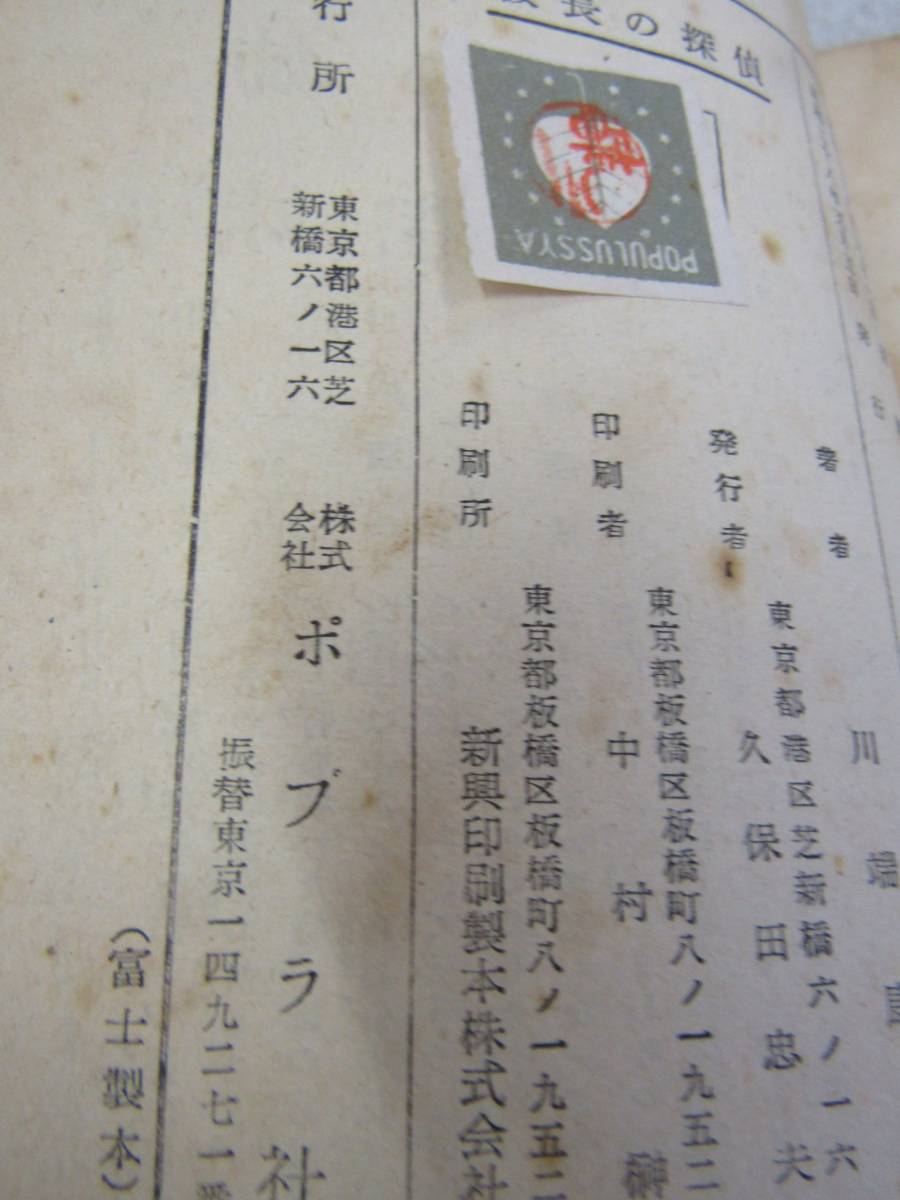 長の探偵
POPULUSSYA
著者
川端
発行者
東京都港区芝新橋六ノ一六
久保田忠夫
印刷者
東京都板橋区板橋町八ノ一九五二
中村榊
印刷所
東京都板橋区板橋町八ノ一九五二
新興印刷製本株式会社
行所
東京都港区芝
新橋六ノ一六
株式
会社
ポプラ社
振替東京一四九二七一
（富士製本）